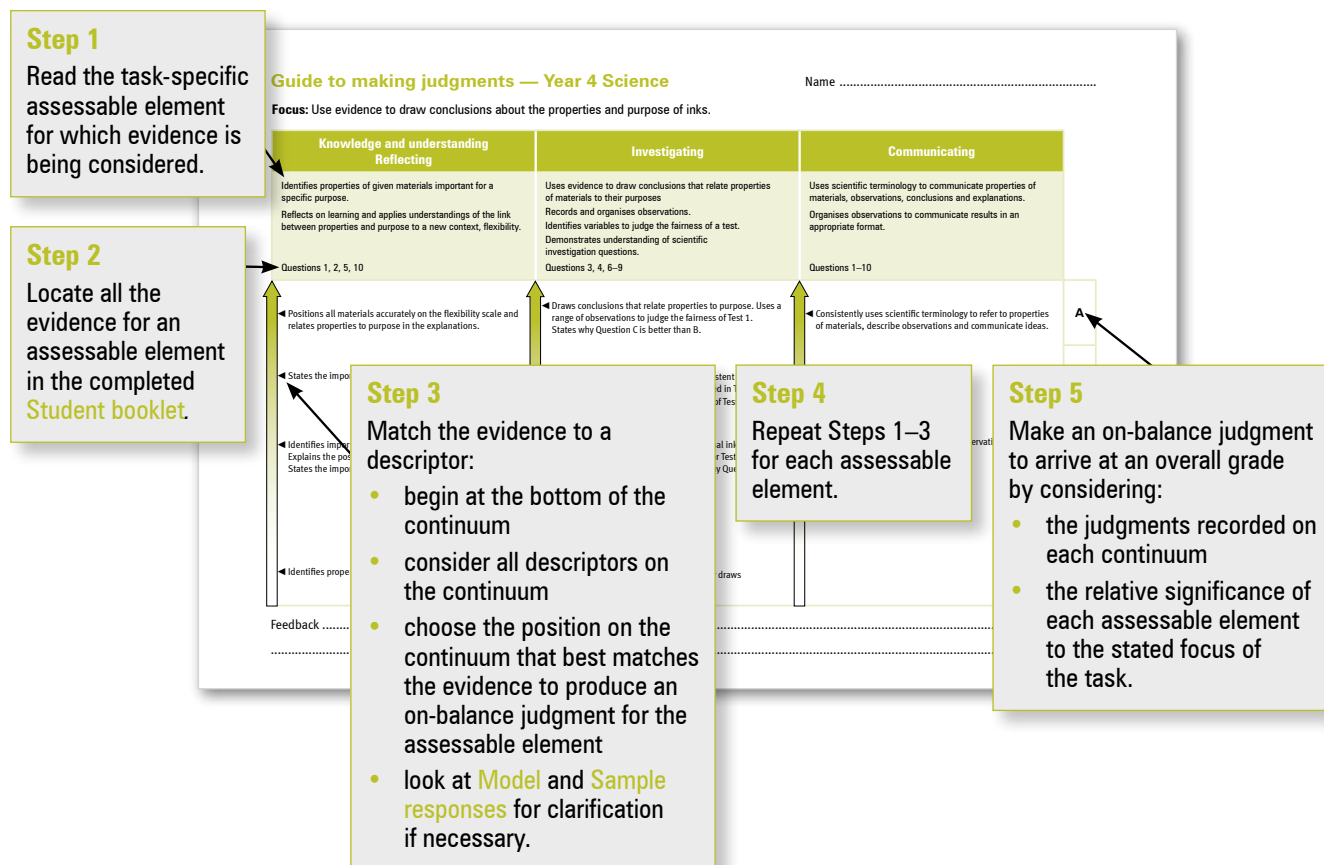 Step 1
Read the task-specific
assessable element
for which evidence is
being considered.
Step 2
Locate all the
evidence for an
assessable element
in the completed
Student booklet.
Guide to making judgments — Year 4 Science
Name ................................................................................
Focus: Use evidence to draw conclusions about the properties and purpose of inks.
Knowledge and understanding
Reflecting
Identifies properties of given materials important for a
specific purpose.
Reflects on learning and applies understandings of the link
between properties and purpose to a new context, flexibility.
Questions 1, 2, 5, 10
Investigating
Uses evidence to draw conclusions that relate properties
of materials to their purposes
Records and organises observations.
Identifies variables to judge the fairness of a test.
Demonstrates understanding of scientific
investigation questions.
Questions 3, 4, 6–9
Communicating
Uses scientific terminology to communicate properties of
materials, observations, conclusions and explanations.
Organises observations to communicate results in an
appropriate format.
Questions 1–10
Positions all materials accurately on the flexibility scale and
relates properties to purpose in the explanations.
States the
Identifies
Explains the
States the
Identifies
Draws conclusions that relate properties to purpose. Uses a
range of observations to judge the fairness of Test 1.
States why Question C is better than B.
ed in
of
al
draws
Consistently uses scientific terminology to refer to properties
of materials, describe observations and communicate ideas.
A
Feedback ........
Step 3
Match the evidence to a
descriptor:
• begin at the bottom of the
continuum
• consider all descriptors on
the continuum
• choose the position on the
continuum that best matches
the evidence to produce an
on-balance judgment for the
assessable element
• look at Model and Sample
responses for clarification
if necessary.
Step 4
Repeat Steps 1–3
for each assessable
element.
Step 5
Make an on-balance judgment
to arrive at an overall grade
by considering:
• the judgments recorded on
each continuum
• the relative significance of
each assessable element
to the stated focus of
the task.